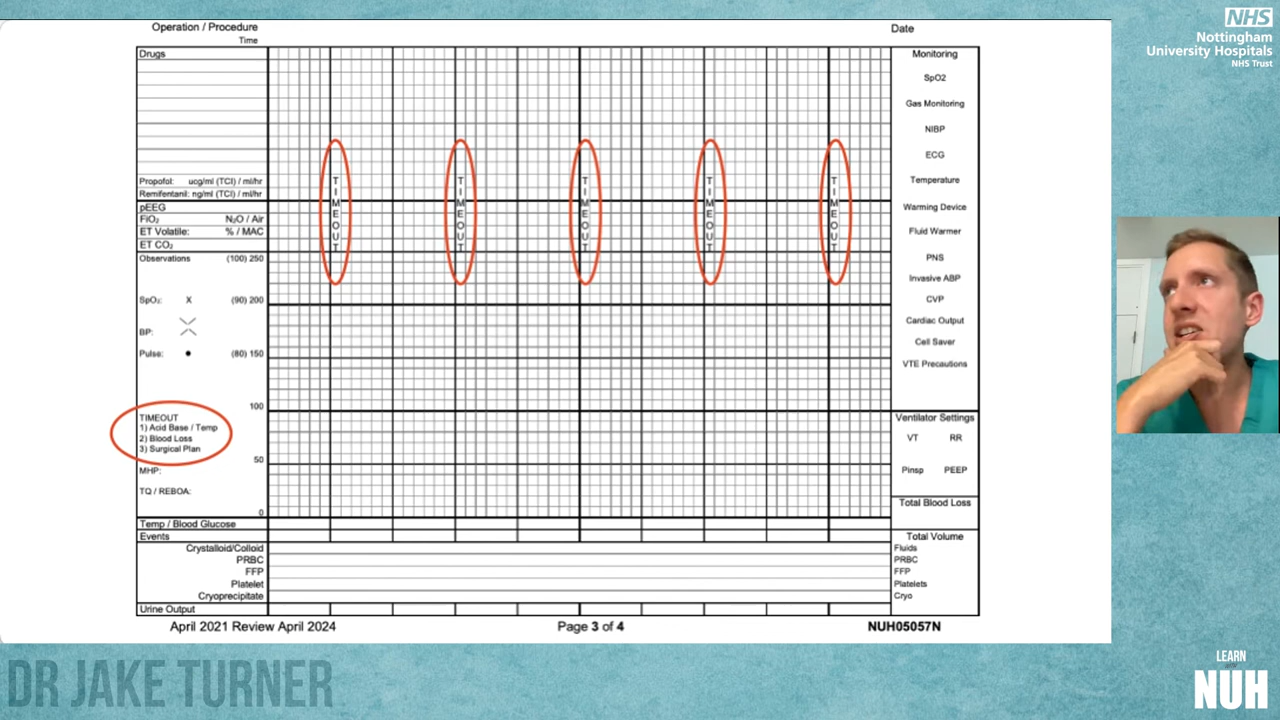 Operation / Procedure
Time
Date
NHS
Nottingham
University Hospitals
NHS Trust
Drugs
Propofol: ucg/ml (TCI) / ml/hr
Remifentanil: ng/ml (TCI) / ml/hr
pEEG
FiO₂ N₂O / Air
ET Volatile: % / MAC
ET CO₂
Observations (100) 250
SpO₂: X (90) 200
BP:
Pulse: ● (80) 150
100
TIMEOUT
1) Acid Base / Temp
2) Blood Loss
3) Surgical Plan
50
MHP:
TQ / REBOA:
0
Temp / Blood Glucose
Events
Crystalloid/Colloid
PRBC
FFP
Platelet
Cryoprecipitate
Urine Output
TIMEOUT
TIMEOUT
TIMEOUT
TIMEOUT
TIMEOUT
Monitoring
SpO2
Gas Monitoring
NIBP
ECG
Temperature
Warming Device
Fluid Warmer
PNS
Invasive ABP
CVP
Cardiac Output
Cell Saver
VTE Precautions
Ventilator Settings
VT RR
Pinsp PEEP
Total Blood Loss
Total Volume
Fluids
PRBC
FFP
Platelets
Cryo
April 2021 Review April 2024
Page 3 of 4
NUH05057N
DR JAKE TURNER
LEARN
NUH